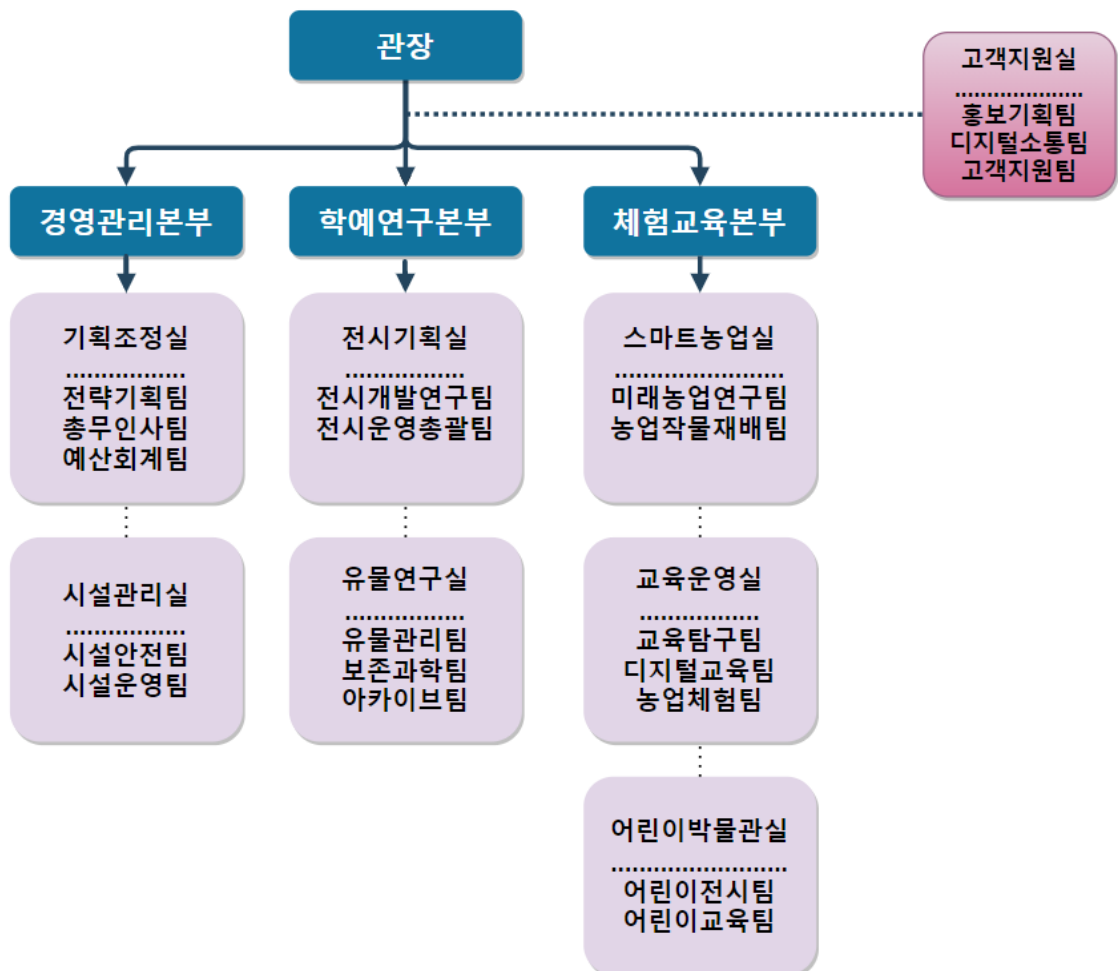 관장
고객지원실
홍보기획팀
디지털소통팀
고객지원팀
경영관리본부
기획조정실
전략기획팀
총무인사팀
예산회계팀
시설관리실
시설안전팀
시설운영팀
학예연구본부
전시기획실
전시개발연구팀
전시운영총괄팀
유물연구실
유물관리팀
보존과학팀
아카이브팀
체험교육본부
스마트농업실
미래농업연구팀
농업작물재배팀
교육운영실
교육탐구팀
디지털교육팀
농업체험팀
어린이박물관실
어린이전시팀
어린이교육팀